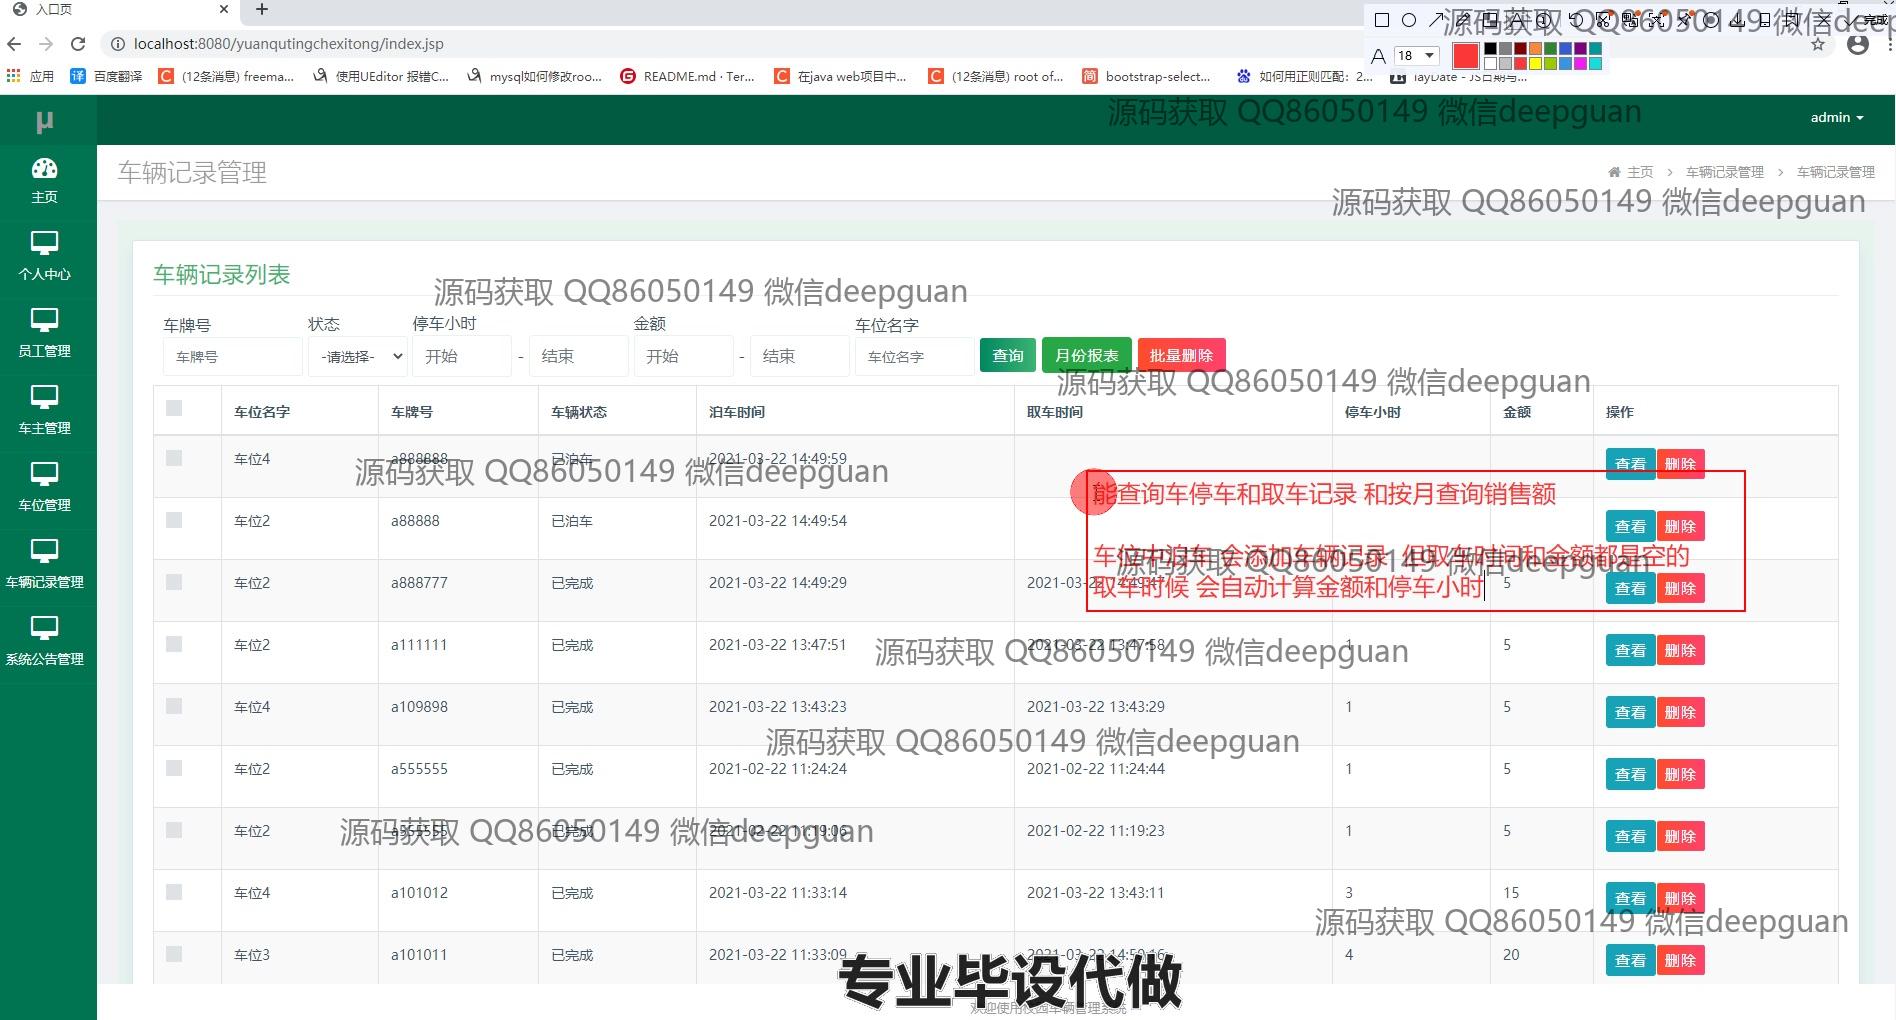 入口页
localhost:8080/yuanqutingchexitong/index.jsp
应用 百度翻译 (12条消息) freema... 使用UEditor 报错C... mysql如何修改roo... README.md · Ter... 在java web项目中... (12条消息) root of... bootstrap-select... 如何用正则匹配：2... layDate - JS日期与...
完成
A 18
源码获取 QQ86050149 微信deepguan
μ
admin
主页
个人中心
员工管理
车主管理
车位管理
车辆记录管理
系统公告管理
车辆记录管理
主页 > 车辆记录管理 > 车辆记录管理
源码获取 QQ86050149 微信deepguan
车辆记录列表
源码获取 QQ86050149 微信deepguan
车牌号 状态 停车小时 金额 车位名字
车牌号 -请选择- 开始 - 结束 开始 - 结束 车位名字 查询 月份报表 批量删除
源码获取 QQ86050149 微信deepguan
车位名字 车牌号 车辆状态 泊车时间 取车时间 停车小时 金额 操作
车位4 a888888 已泊车 2021-03-22 14:49:59 查看 删除
源码获取 QQ86050149 微信deepguan
能查询车停车和取车记录 和按月查询销售额
车位2 a88888 已泊车 2021-03-22 14:49:54 查看 删除
车位中泊车 会添加车辆记录 但取车时间和金额都是空的
源码获取 QQ86050149 微信deepguan
取车时候 会自动计算金额和停车小时
车位2 a888777 已完成 2021-03-22 14:49:29 5 查看 删除
车位2 a111111 已完成 2021-03-22 13:47:51 2021-03-22 13:47:58 1 5 查看 删除
源码获取 QQ86050149 微信deepguan
车位4 a109898 已完成 2021-03-22 13:43:23 2021-03-22 13:43:29 1 5 查看 删除
源码获取 QQ86050149 微信deepguan
车位2 a555555 已完成 2021-02-22 11:24:24 2021-02-22 11:24:44 1 5 查看 删除
车位2 a555555 已完成 2021-02-22 11:19:06 2021-02-22 11:19:23 1 5 查看 删除
源码获取 QQ86050149 微信deepguan
车位4 a101012 已完成 2021-03-22 11:33:14 2021-03-22 13:43:11 3 15 查看 删除
源码获取 QQ86050149 微信deepguan
车位3 a101011 已完成 2021-03-22 11:33:09 2021-03-22 14:50:16 4 20 查看 删除
专业毕设代做
欢迎使用校园车辆管理系统